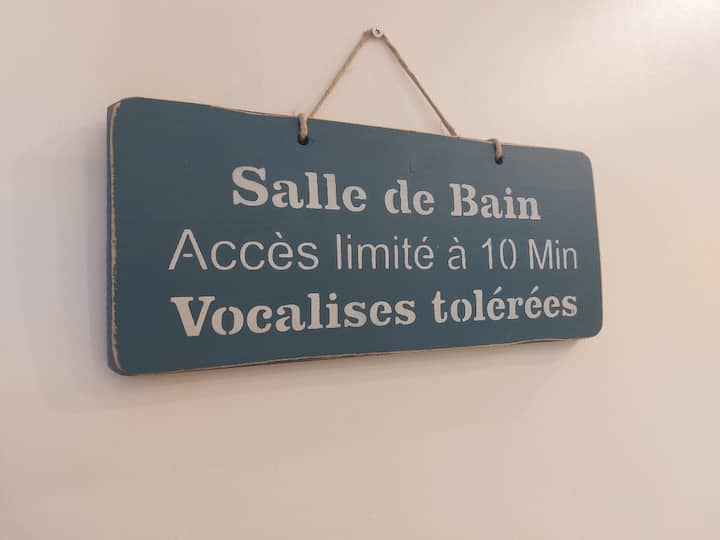 Salle de Bain
Accès limité à 10 Min
Vocalises tolérées